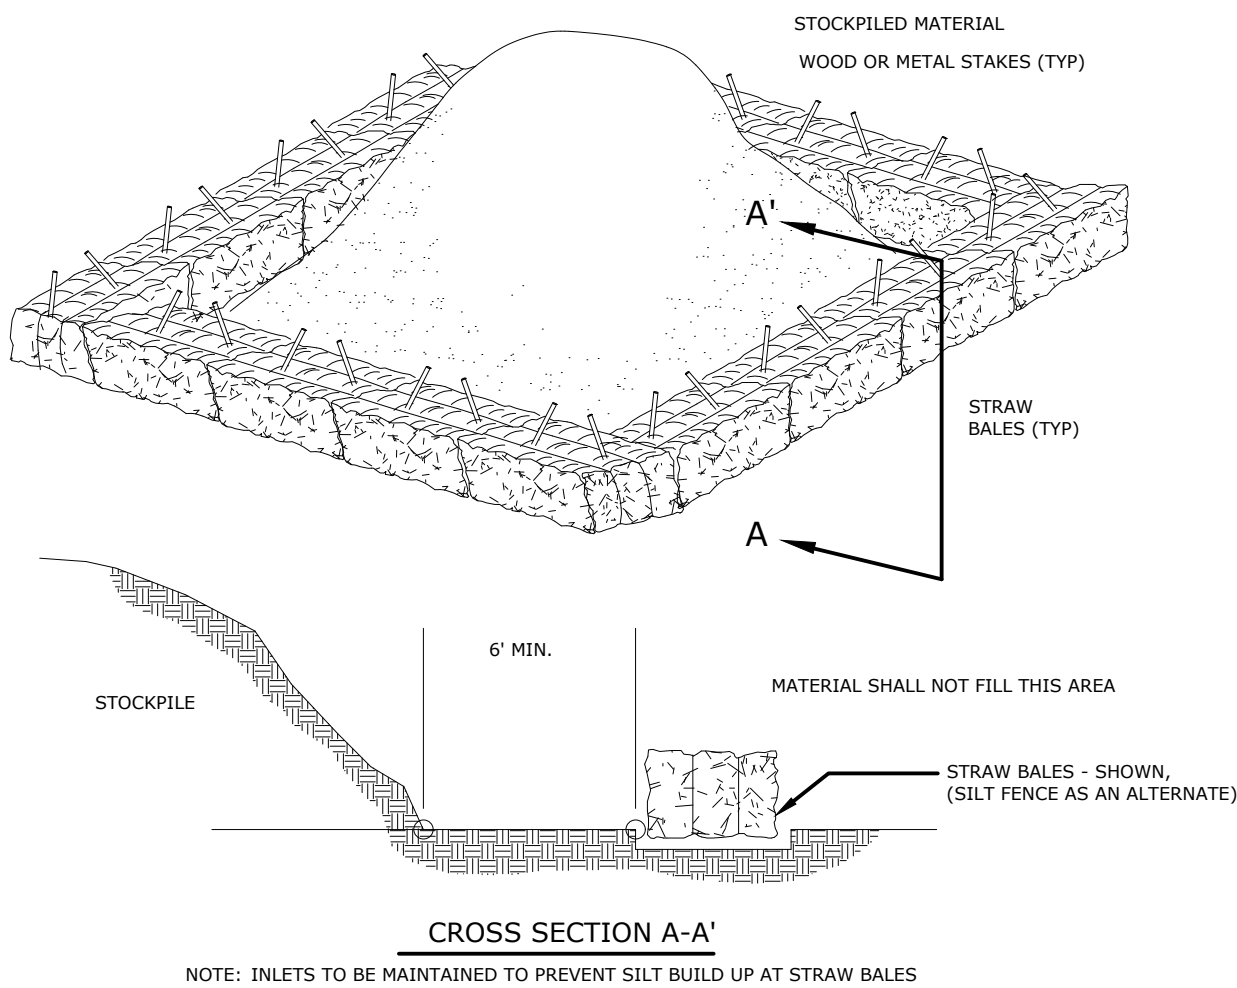 STOCKPILED MATERIAL
WOOD OR METAL STAKES (TYP)
A'
STRAW
BALES (TYP)
A
6' MIN.
MATERIAL SHALL NOT FILL THIS AREA
STOCKPILE
STRAW BALES - SHOWN,
(SILT FENCE AS AN ALTERNATE)
CROSS SECTION A-A'
NOTE: INLETS TO BE MAINTAINED TO PREVENT SILT BUILD UP AT STRAW BALES